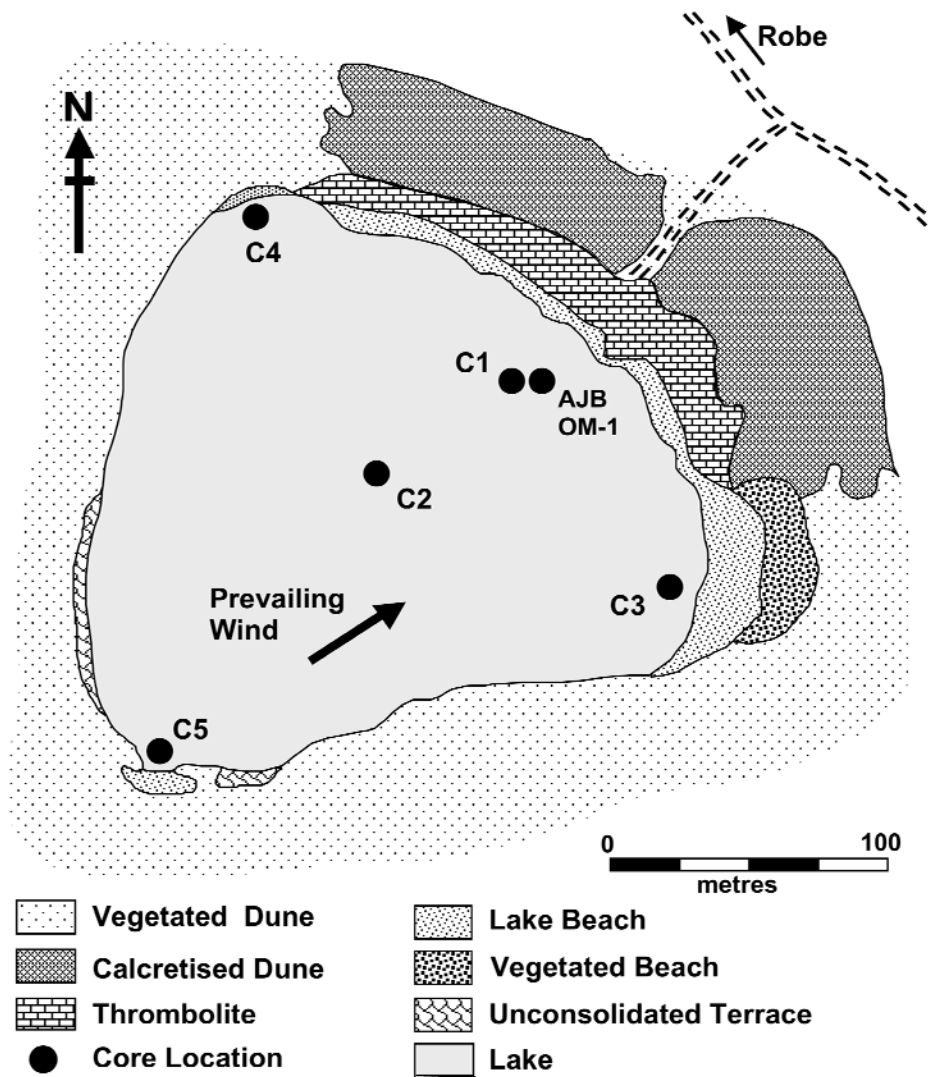 Robe
N
C4
C1
AJB
OM-1
C2
Prevailing
Wind
C3
C5
0 100
metres
Vegetated Dune
Calcretised Dune
Thrombolite
Core Location
Lake Beach
Vegetated Beach
Unconsolidated Terrace
Lake